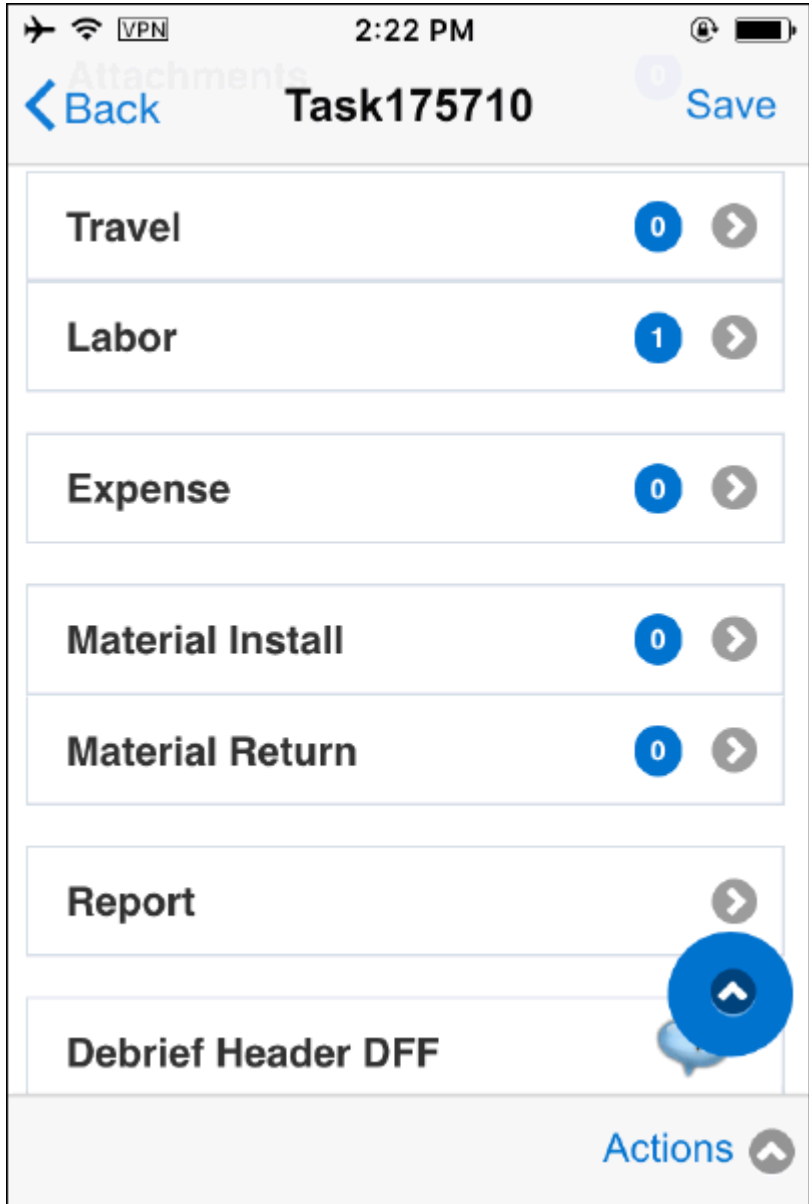 VPN 2:22 PM
Attachments 0
Back Task175710 Save
Travel 0
Labor 1
Expense 0
Material Install 0
Material Return 0
Report
Debrief Header DFF
Actions